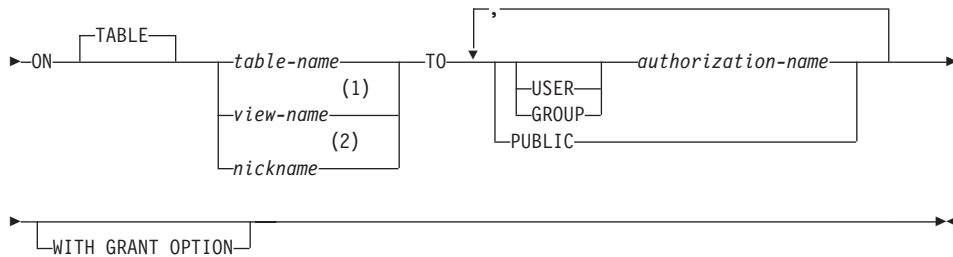 ,
TABLE
ON table-name TO authorization-name
(1) USER
view-name GROUP
(2) PUBLIC
nickname
WITH GRANT OPTION